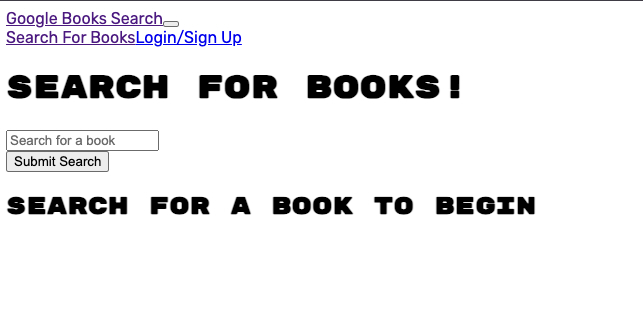 Google Books Search
Search For BooksLogin/Sign Up
SEARCH FOR BOOKS!
Search for a book
Submit Search
SEARCH FOR A BOOK TO BEGIN